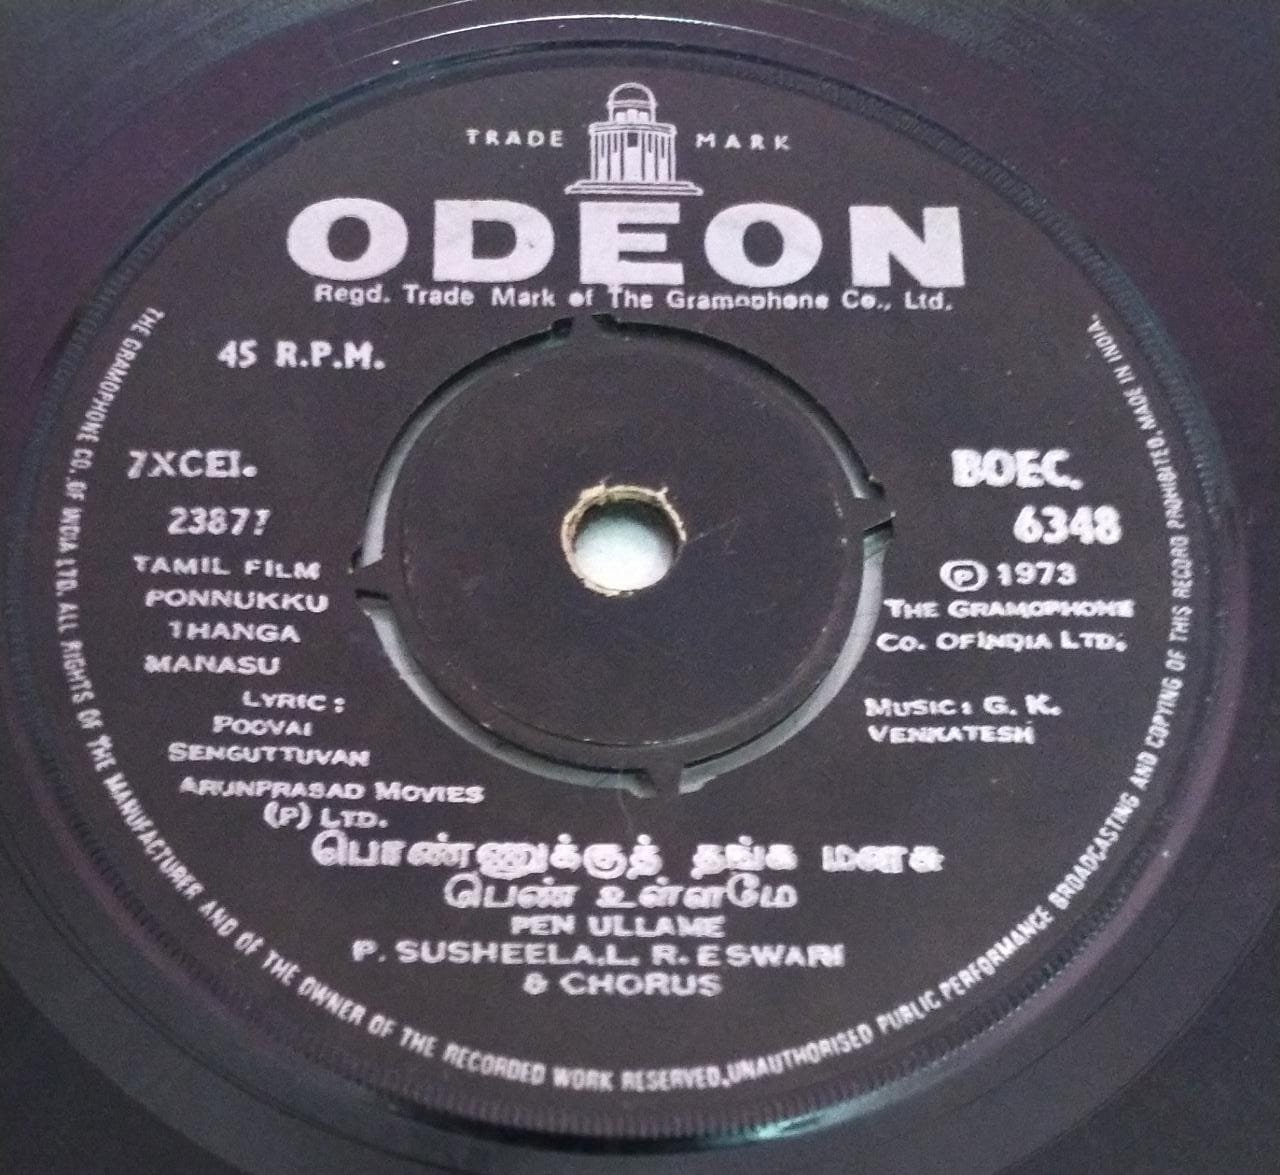 TRADE MARK
ODEON
Regd. Trade Mark of The Gramophone Co., Ltd.
45 R.P.M.
7XCEI.
BOEC.
6348
TAMIL FILM
PONNUKKU
THANGA
MANASU
LYRIC :
POOVAI
SENGUTTUVAN
ARUNPRASAD MOVIES
(P) LTD.
Ⓟ 1973
THE GRAMOPHONE
CO. OF INDIA LTD.
MUSIC : G. K.
VENKATESH
பொண்ணுக்குத் தங்க மனசு
பெண் உள்ளமே
PEN ULLAME
P. SUSHEELA.L. R. ESWARI
& CHORUS
THE GRAMOPHONE CO. OF INDIA LTD. ALL RIGHTS OF THE MANUFACTURER AND OF THE OWNER OF THE RECORDED WORK RESERVED,UNAUTHORISED PUBLIC PERFORMANCE BROADCASTING AND COPYING OF THIS RECORD PROHIBITED. MADE IN INDIA.